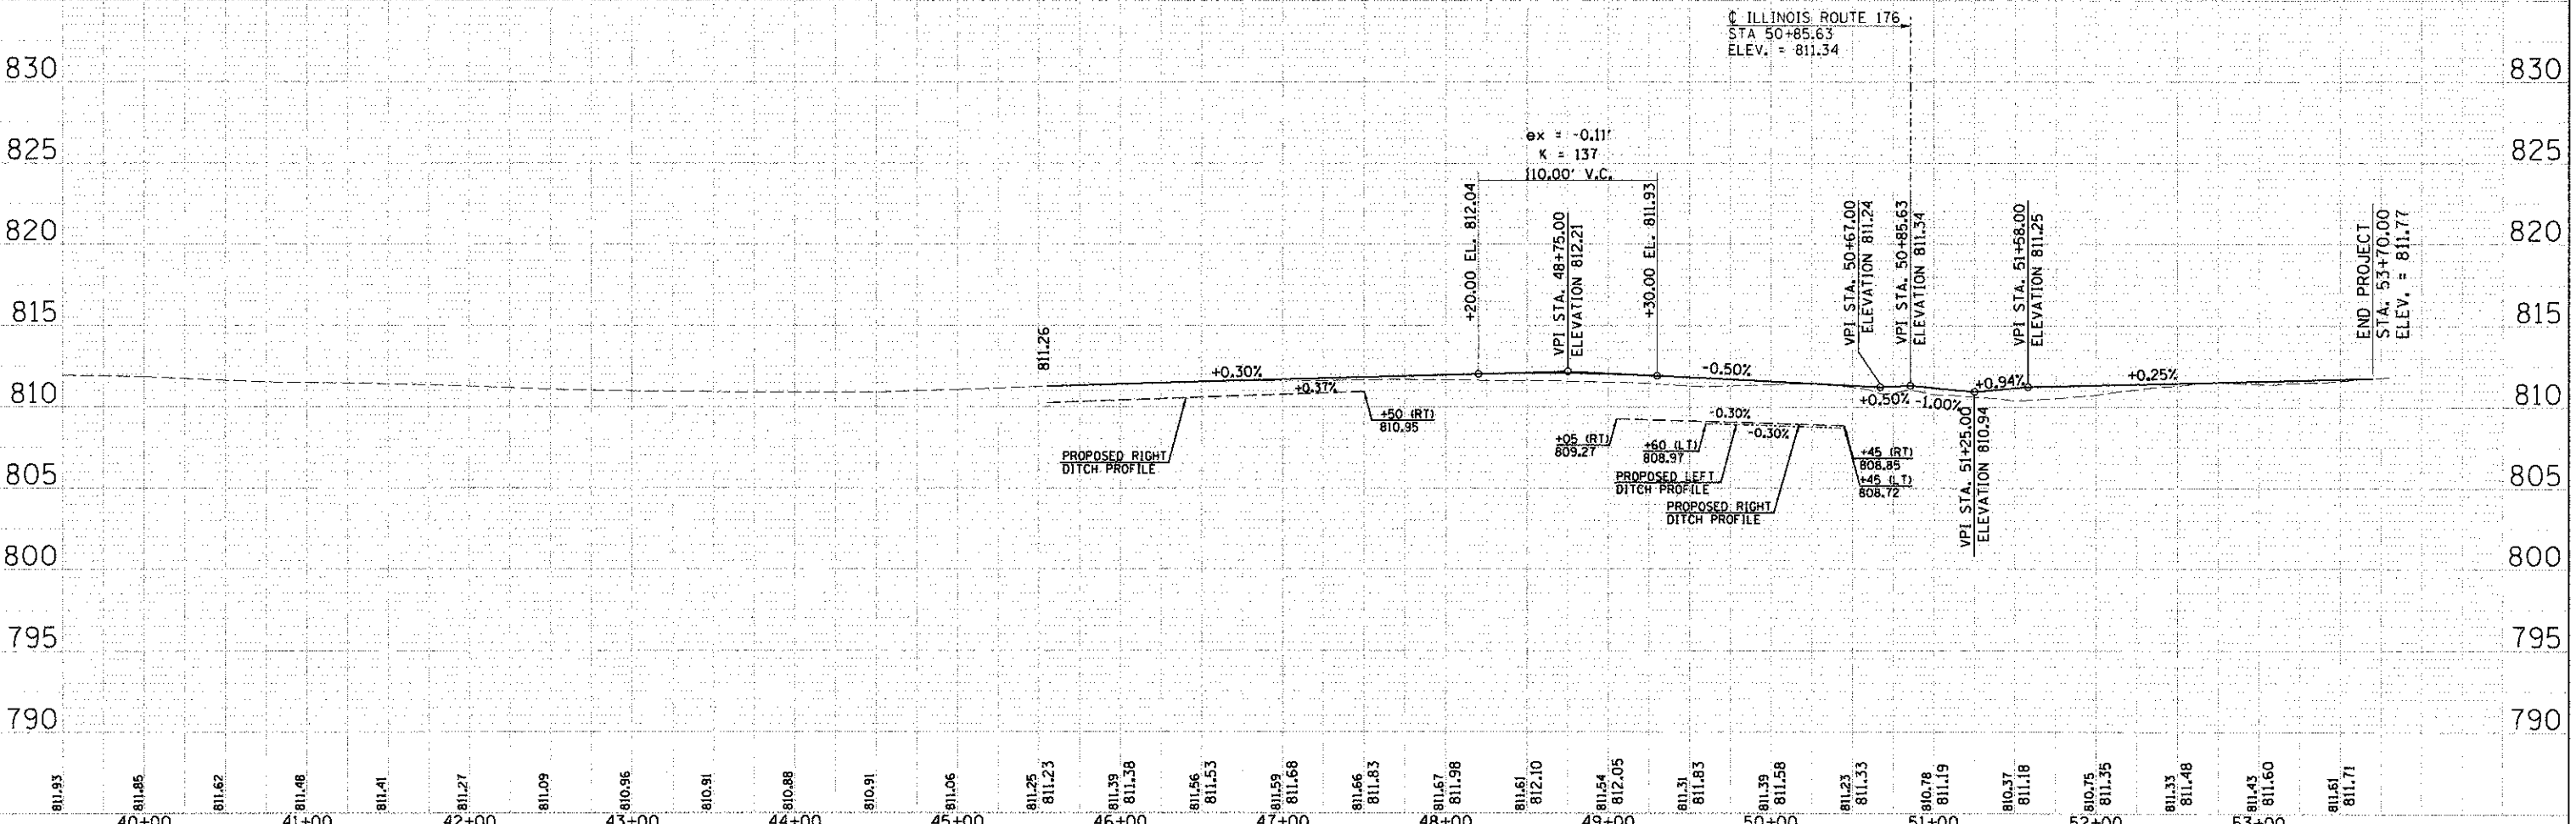 ℄ ILLINOIS ROUTE 176
STA 50+85.63
ELEV. = 811.34
830
830
825
825
820
820
815
815
810
810
805
805
800
800
795
795
790
790
ex = -0.11'
K = 137
110.00' V.C.
+20.00 EL. 812.04
VPI STA. 48+75.00
ELEVATION 812.21
+30.00 EL. 811.93
VPI STA. 50+67.00
ELEVATION 811.24
VPI STA. 50+85.63
ELEVATION 811.34
VPI STA. 51+58.00
ELEVATION 811.25
END PROJECT
STA. 53+70.00
ELEV. = 811.77
811.26
+0.30%
+0.37%
-0.50%
+0.50%
-1.00%
+0.94%
+0.25%
+50 (RT)
810.95
PROPOSED RIGHT
DITCH PROFILE
-0.30%
-0.30%
+05 (RT)
809.27
+60 (LT)
808.97
PROPOSED LEFT
DITCH PROFILE
PROPOSED RIGHT
DITCH PROFILE
+45 (RT)
808.85
+45 (LT)
808.72
VPI STA. 51+25.00
ELEVATION 810.94
811.93
811.85
811.62
811.48
811.41
811.27
811.09
810.96
810.91
810.88
810.91
811.06
811.25
811.23
811.39
811.38
811.56
811.53
811.59
811.68
811.66
811.83
811.67
811.98
811.61
812.10
811.54
812.05
811.51
811.83
811.39
811.58
811.23
811.33
810.78
811.19
810.37
811.18
810.75
811.35
811.33
811.48
811.43
811.60
811.61
811.71
40+00 41+00 42+00 43+00 44+00 45+00 46+00 47+00 48+00 49+00 50+00 51+00 52+00 53+00